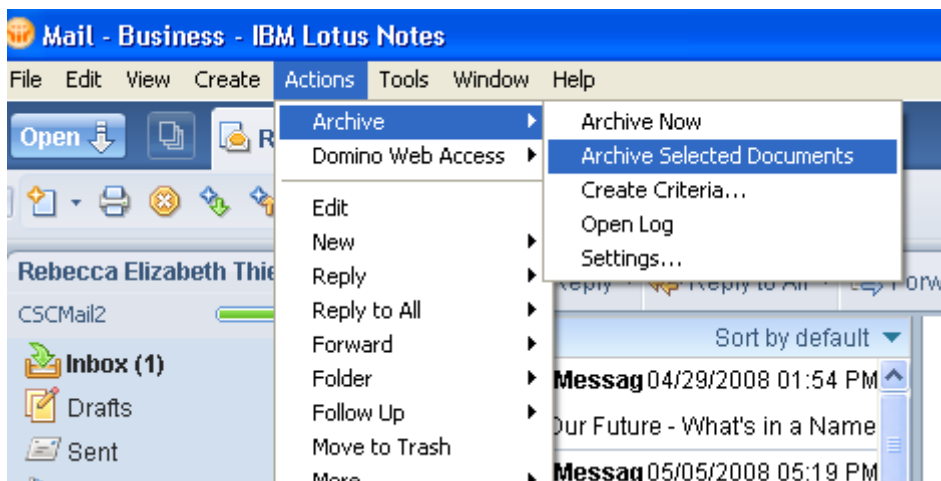 Mail - Business - IBM Lotus Notes
File Edit View Create Actions Tools Window Help
Open R
Archive
Domino Web Access
Edit
New
Reply
Reply to All
Forward
Folder
Follow Up
Move to Trash
More
Archive Now
Archive Selected Documents
Create Criteria...
Open Log
Settings...
Rebecca Elizabeth Thie
CSCMail2
Inbox (1)
Drafts
Sent
Reply Reply to All Forw
Sort by default
Messag 04/29/2008 01:54 PM
Our Future - What's in a Name
Messag 05/05/2008 05:19 PM